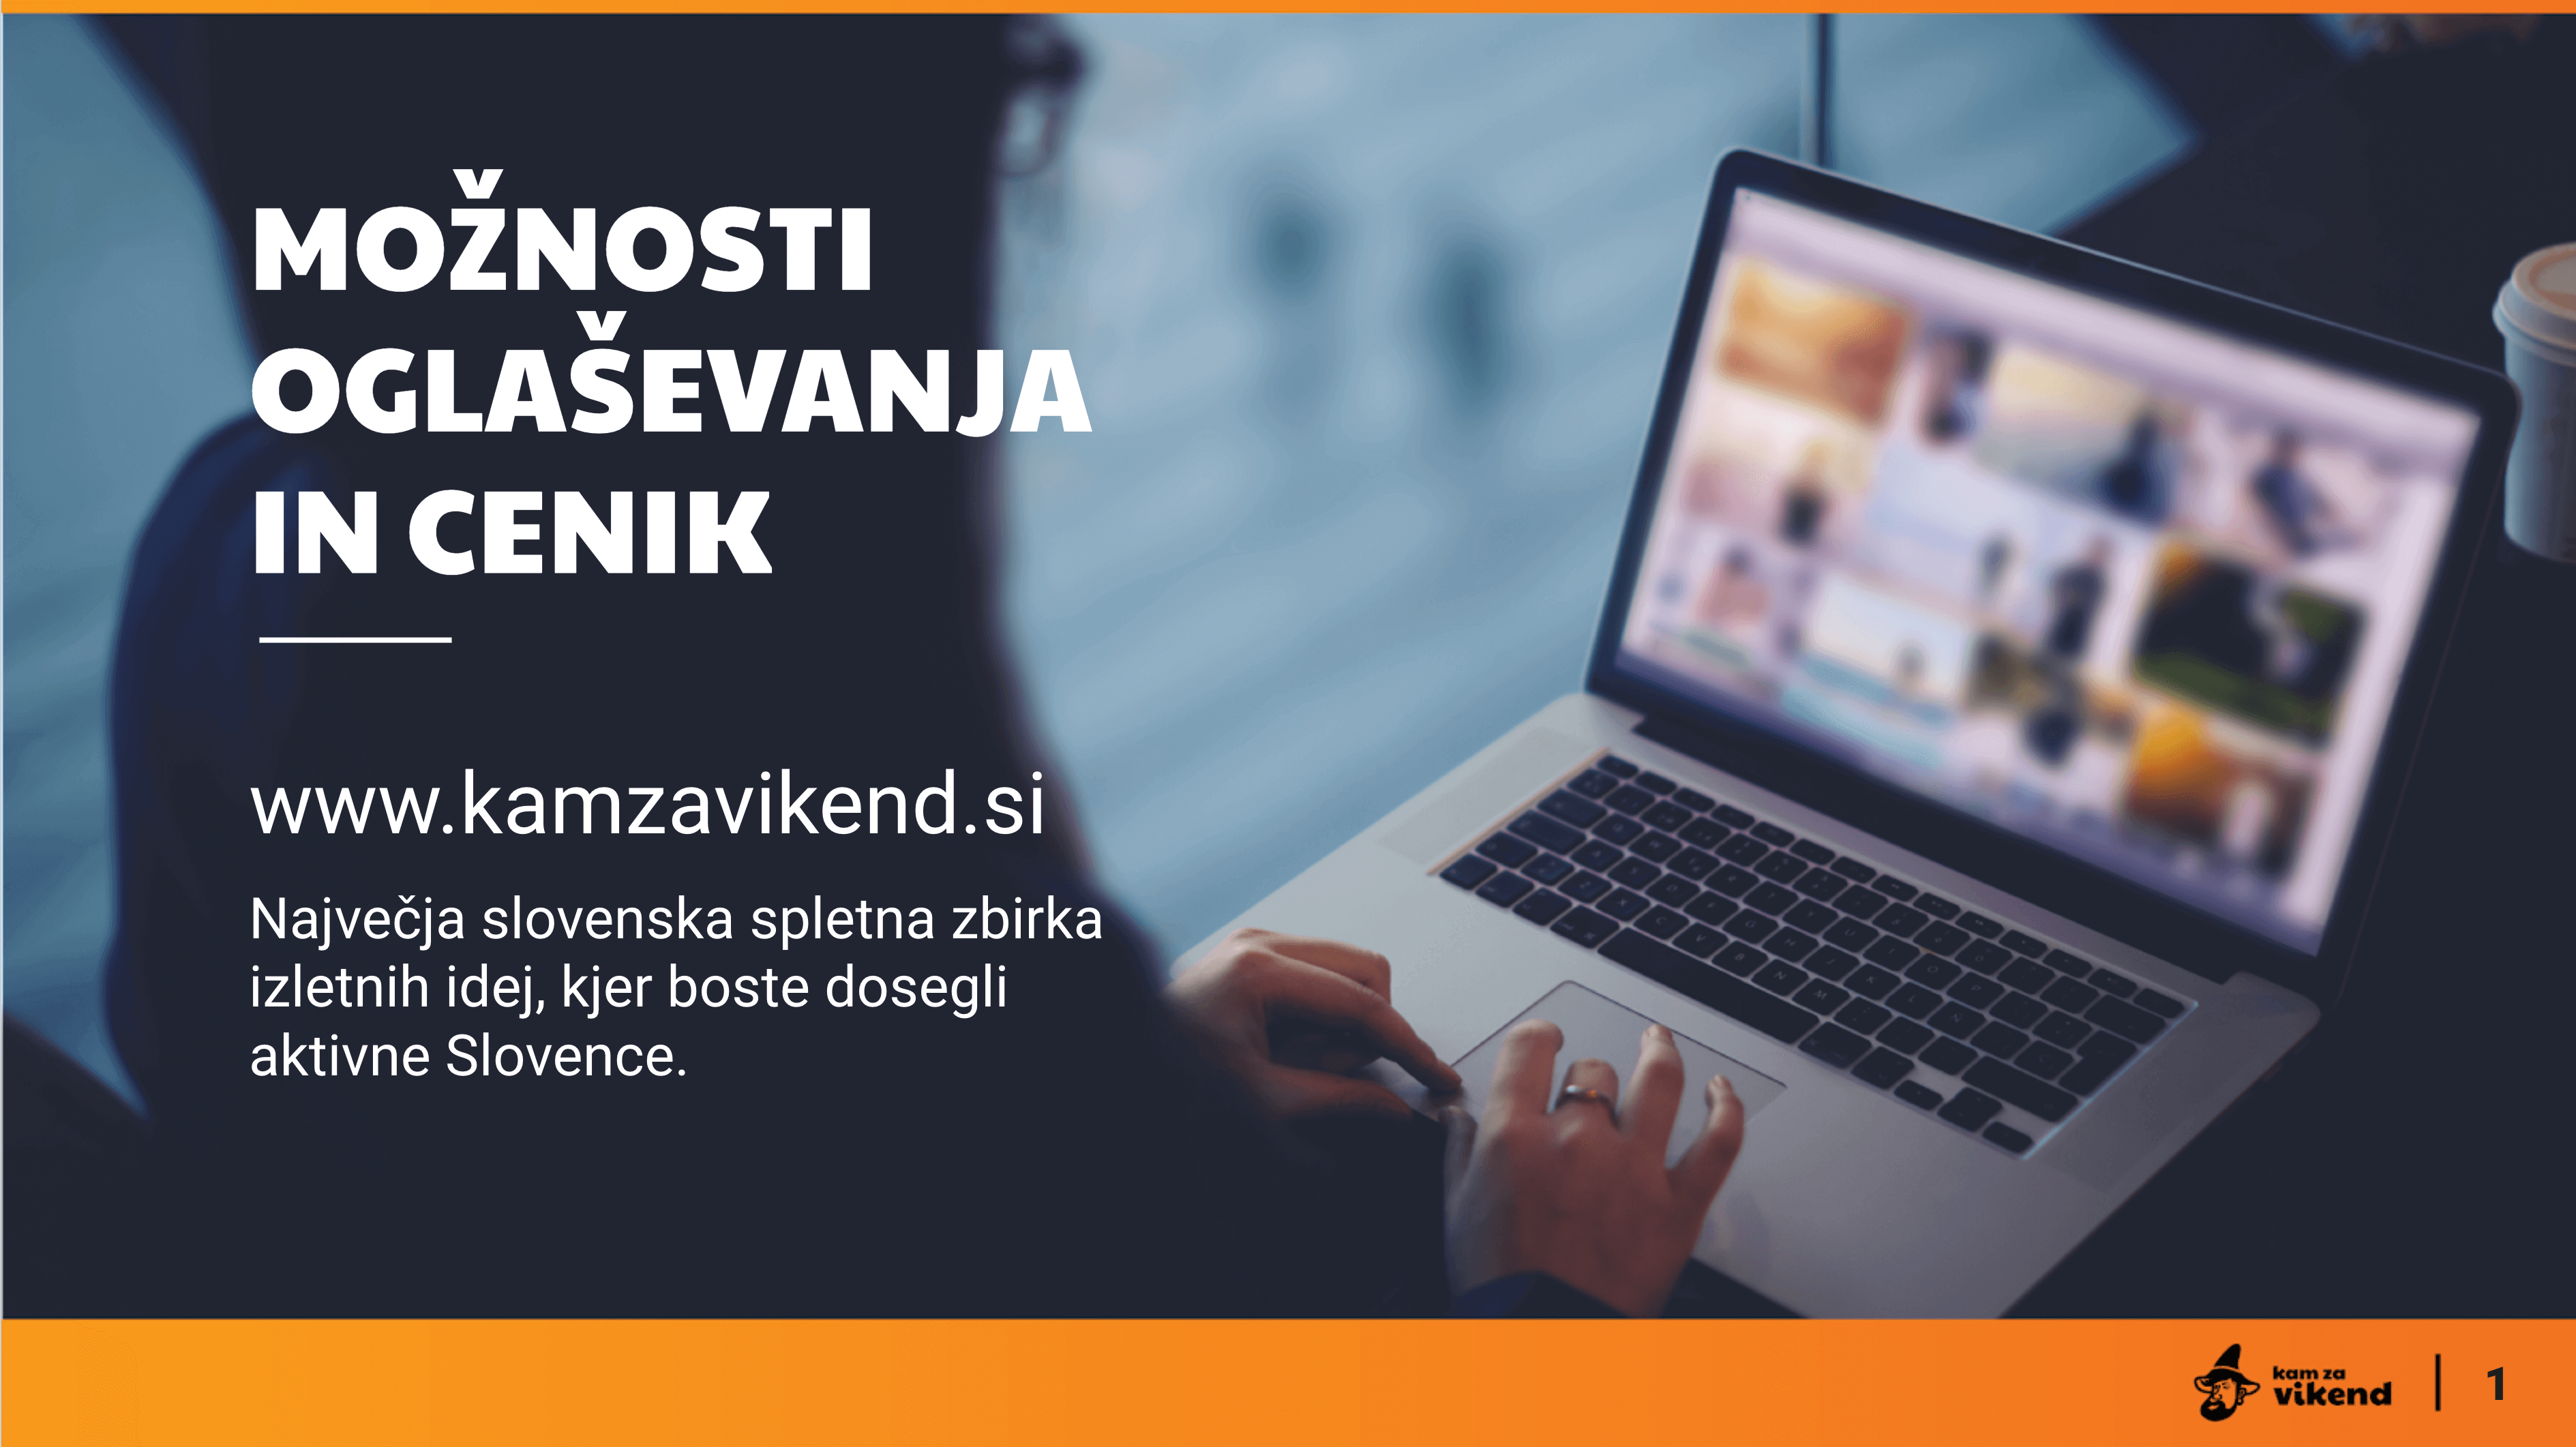 MOŽNOSTI
OGLAŠEVANJA
IN CENIK
www.kamzavikend.si
Največja slovenska spletna zbirka
izletnih idej, kjer boste dosegli
aktivne Slovence.
kam za
vikend
1